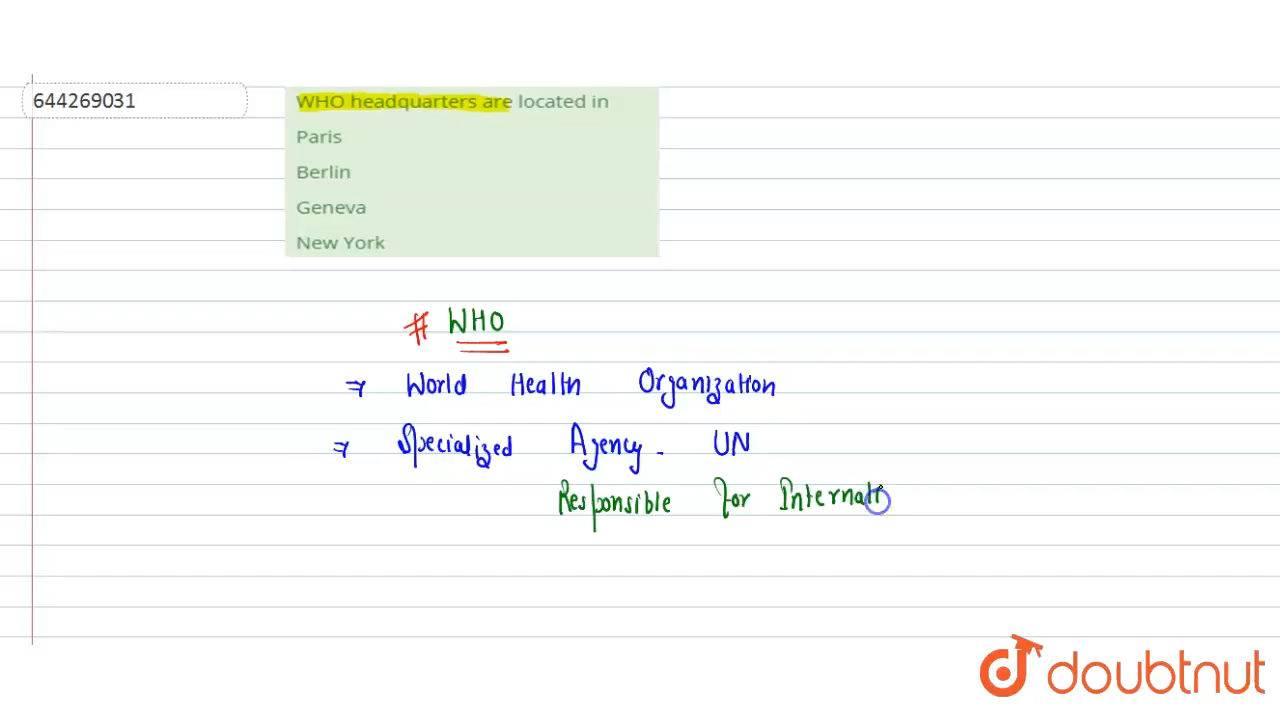 644269031
WHO headquarters are located in
Paris
Berlin
Geneva
New York
# WHO
⇒ World Health Organization
⇒ Specialized Agency. UN
Responsible for Internati
doubtnut